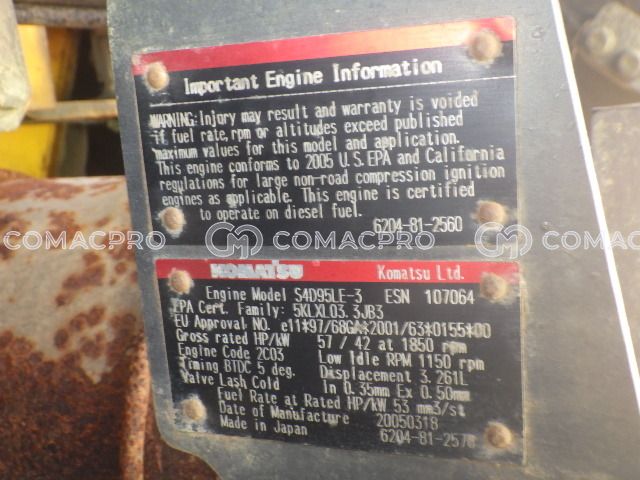 Important Engine Information
WARNING: Injury may result and warranty is voided
if fuel rate, rpm or altitudes exceed published
maximum values for this model and application.
This engine conforms to 2005 U.S. EPA and California
regulations for large non-road compression ignition
engines as applicable. This engine is certified
to operate on diesel fuel.
6204-81-2560
COMACPRO COMACPRO COMACPRO
KOMATSU Komatsu Ltd.
Engine Model S4D95LE-3 ESN 107064
EPA Cert. Family: 5KLXL03.3JB3
EU Approval NO. e11*97/68GA*2001/63*0155*00
Gross rated HP/kW 57 / 42 at 1850 rpm
Engine Code 2C03 Low Idle RPM 1150 rpm
Timing BTDC 5 deg. Displacement 3.261L
Valve Lash Cold In 0.35mm Ex 0.50mm
Fuel Rate at Rated HP/kW 53 mm3/st
Date of Manufacture 20050318
Made in Japan 6204-81-2570